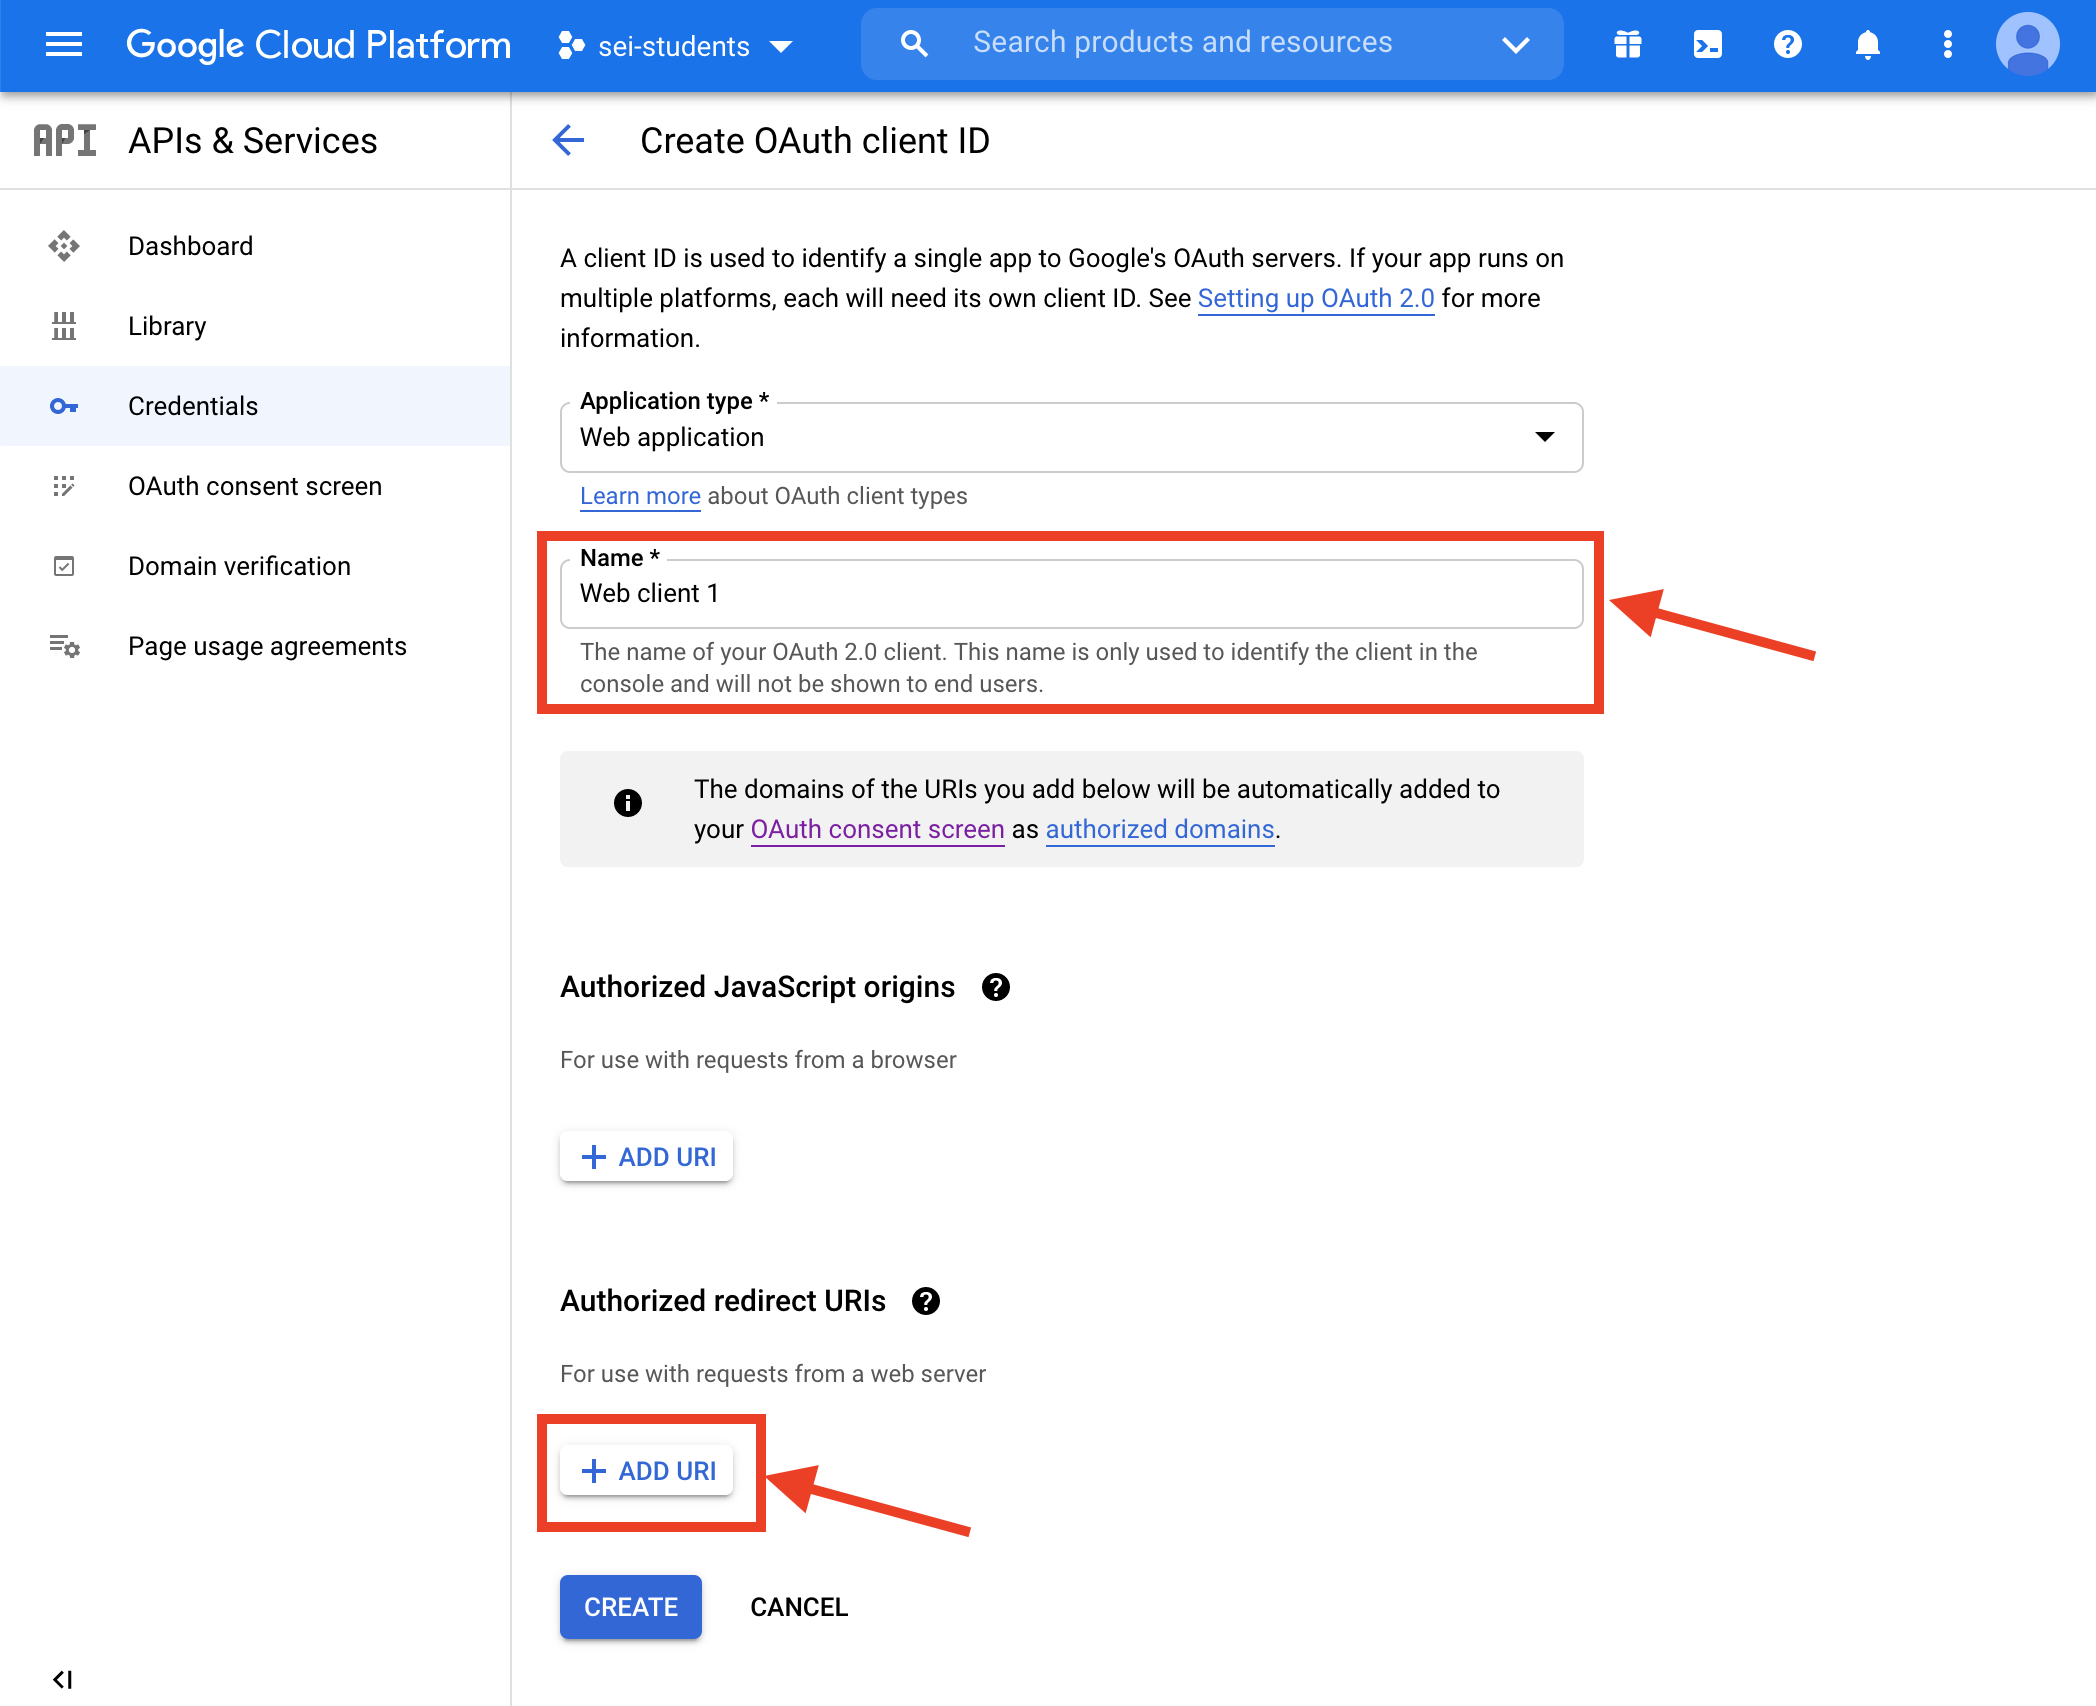 Google Cloud Platform
sei-students
Search products and resources
API
APIs & Services
Create OAuth client ID
Dashboard
Library
Credentials
OAuth consent screen
Domain verification
Page usage agreements
A client ID is used to identify a single app to Google's OAuth servers. If your app runs on
multiple platforms, each will need its own client ID. See Setting up OAuth 2.0 for more
information.
Application type *
Web application
Learn more about OAuth client types
Name *
Web client 1
The name of your OAuth 2.0 client. This name is only used to identify the client in the
console and will not be shown to end users.
The domains of the URIs you add below will be automatically added to
your OAuth consent screen as authorized domains.
Authorized JavaScript origins
For use with requests from a browser
ADD URI
Authorized redirect URIs
For use with requests from a web server
ADD URI
CREATE
CANCEL